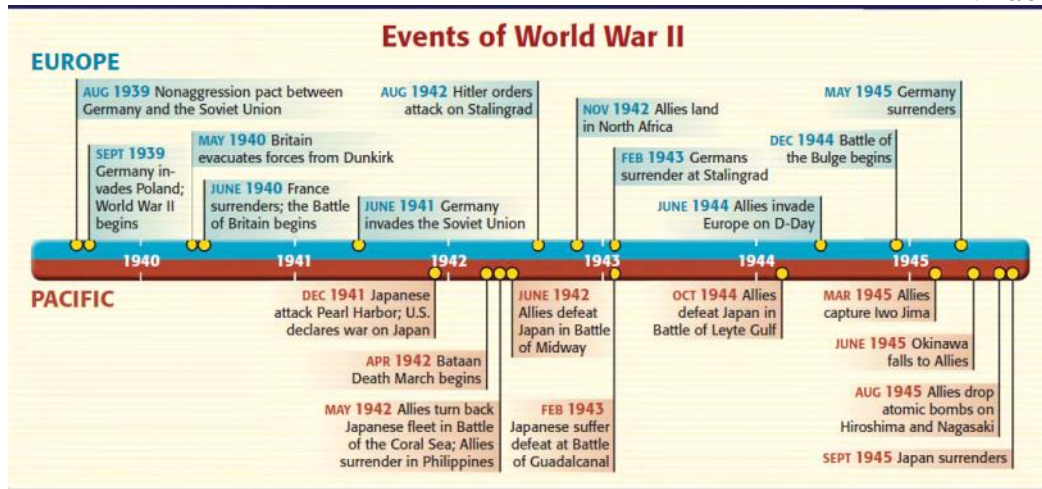 Events of World War II
EUROPE
AUG 1939 Nonaggression pact between
Germany and the Soviet Union
AUG 1942 Hitler orders
attack on Stalingrad
NOV 1942 Allies land
in North Africa
MAY 1945 Germany
surrenders
SEPT 1939
Germany in-
vades Poland;
World War II
begins
MAY 1940 Britain
evacuates forces from Dunkirk
JUNE 1940 France
surrenders; the Battle
of Britain begins
JUNE 1941 Germany
invades the Soviet Union
FEB 1943 Germans
surrender at Stalingrad
DEC 1944 Battle of
the Bulge begins
JUNE 1944 Allies invade
Europe on D-Day
1940 1941 1942 1943 1944 1945
PACIFIC
DEC 1941 Japanese
attack Pearl Harbor; U.S.
declares war on Japan
APR 1942 Bataan
Death March begins
MAY 1942 Allies turn back
Japanese fleet in Battle
of the Coral Sea; Allies
surrender in Philippines
JUNE 1942
Allies defeat
Japan in Battle
of Midway
FEB 1943
Japanese suffer
defeat at Battle
of Guadalcanal
OCT 1944 Allies
defeat Japan in
Battle of Leyte Gulf
MAR 1945 Allies
capture Iwo Jima
JUNE 1945 Okinawa
falls to Allies
AUG 1945 Allies drop
atomic bombs on
Hiroshima and Nagasaki
SEPT 1945 Japan surrenders